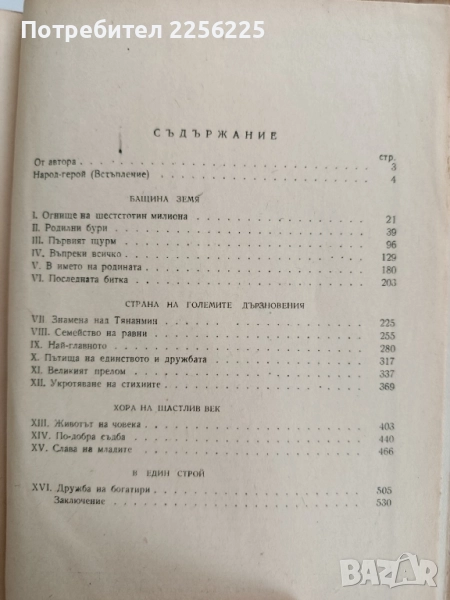 Потребител 2256225
СЪДЪРЖАНИЕ
стр.
От автора . . . 3
Народ-герой (Встъпление) . . . 4
БАЩИНА ЗЕМЯ
I. Огнище на шестстотин милиона . . . 21
II. Родилни бури . . . 39
III. Първият щурм . . . 96
IV. Въпреки всичко . . . 129
V. В името на родината . . . 180
VI. Последната битка . . . 203
СТРАНА НА ГОЛЕМИТЕ ДЪРЗНОВЕНИЯ
VII Знамена над Тянанмин . . . 225
VIII. Семейство на равни . . . 255
IX. Най-главното . . . 280
X. Пътища на единството и дружбата . . . 317
XI. Великият прелом . . . 337
XII. Укротяване на стихиите . . . 369
ХОРА НА ЩАСТЛИВ ВЕК
XIII. Животът на човека . . . 403
XIV. По-добра съдба . . . 440
XV. Слава на младите . . . 466
В ЕДИН СТРОЙ
XVI. Дружба на богатири . . . 505
Заключение . . . 530
bazar